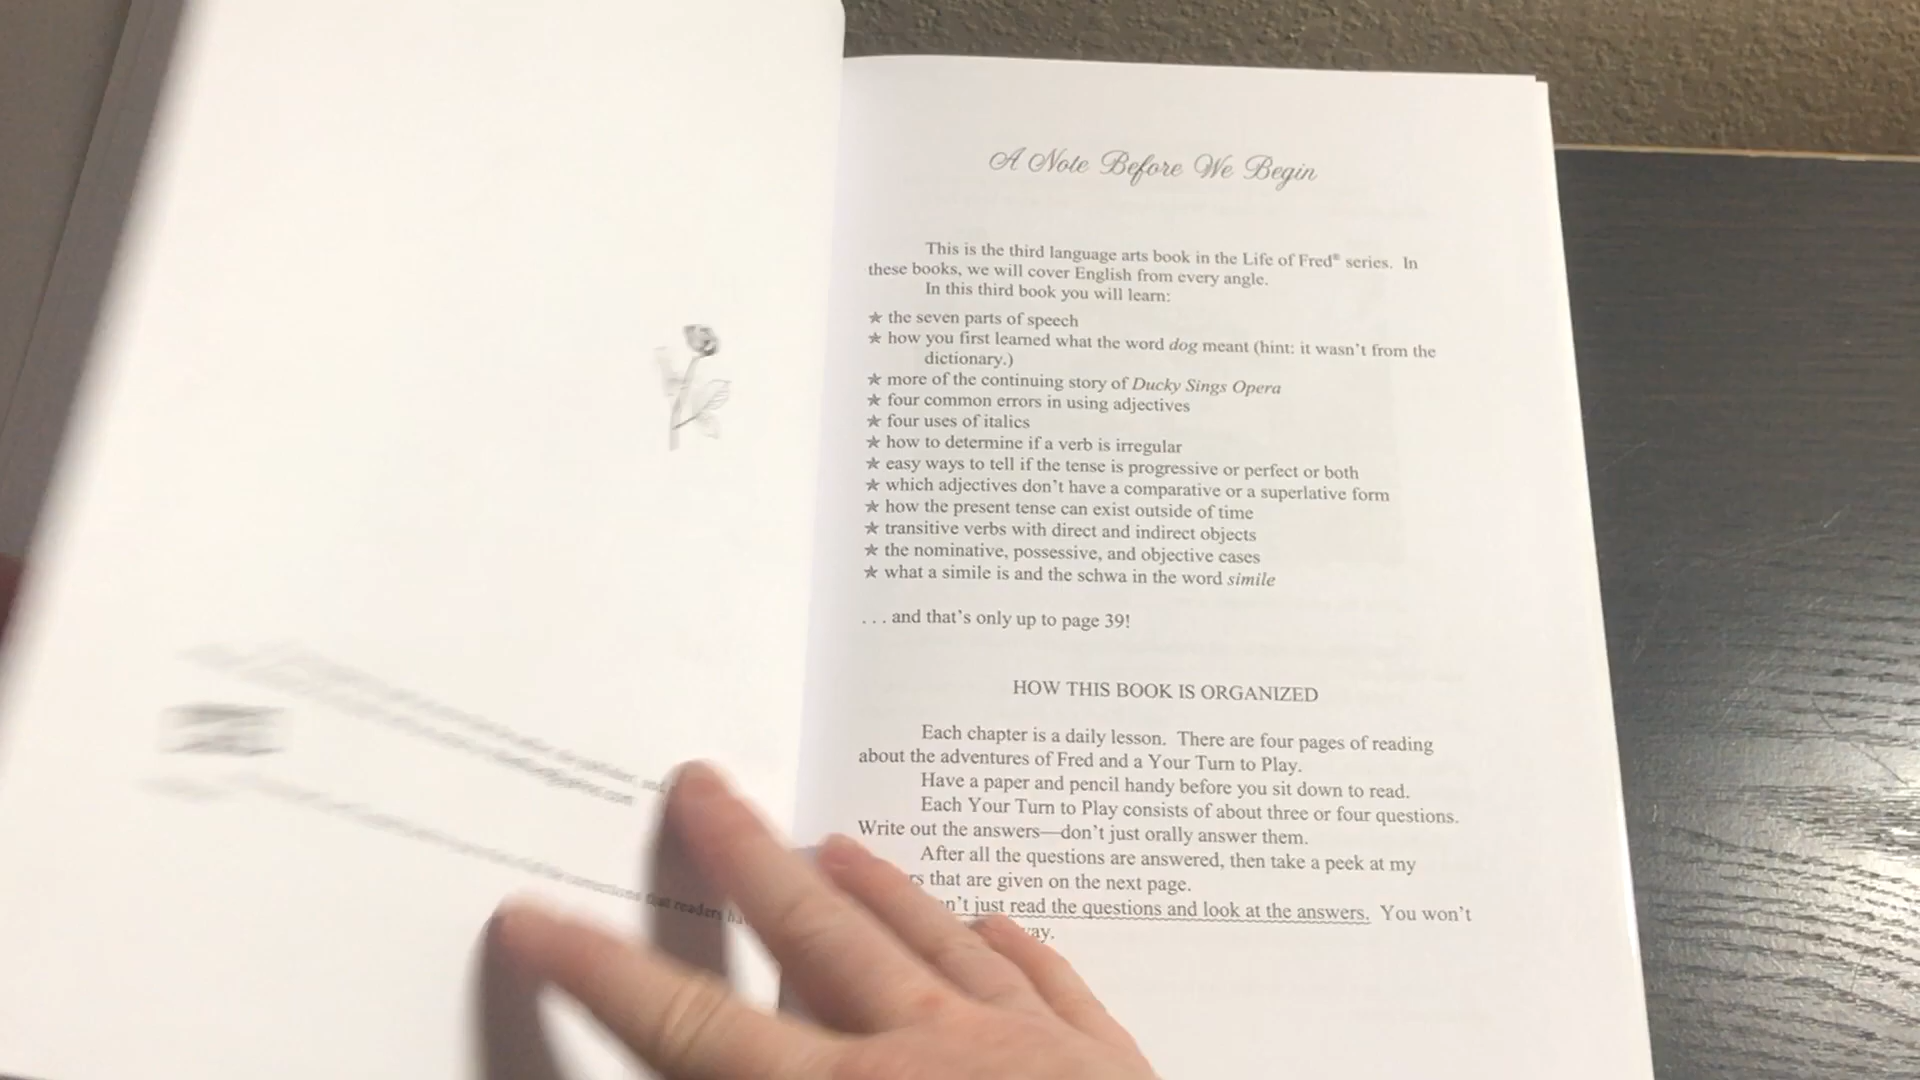 A Note Before We Begin
This is the third language arts book in the Life of Fred® series. In
these books, we will cover English from every angle.
In this third book you will learn:
★ the seven parts of speech
★ how you first learned what the word dog meant (hint: it wasn't from the
dictionary.)
★ more of the continuing story of Ducky Sings Opera
★ four common errors in using adjectives
★ four uses of italics
★ how to determine if a verb is irregular
★ easy ways to tell if the tense is progressive or perfect or both
★ which adjectives don't have a comparative or a superlative form
★ how the present tense can exist outside of time
★ transitive verbs with direct and indirect objects
★ the nominative, possessive, and objective cases
★ what a simile is and the schwa in the word simile
. . . and that's only up to page 39!
HOW THIS BOOK IS ORGANIZED
Each chapter is a daily lesson. There are four pages of reading
about the adventures of Fred and a Your Turn to Play.
Have a paper and pencil handy before you sit down to read.
Each Your Turn to Play consists of about three or four questions.
Write out the answers—don't just orally answer them.
After all the questions are answered, then take a peek at my
that are given on the next page.
just read the questions and look at the answers. You won't
corrections that readers